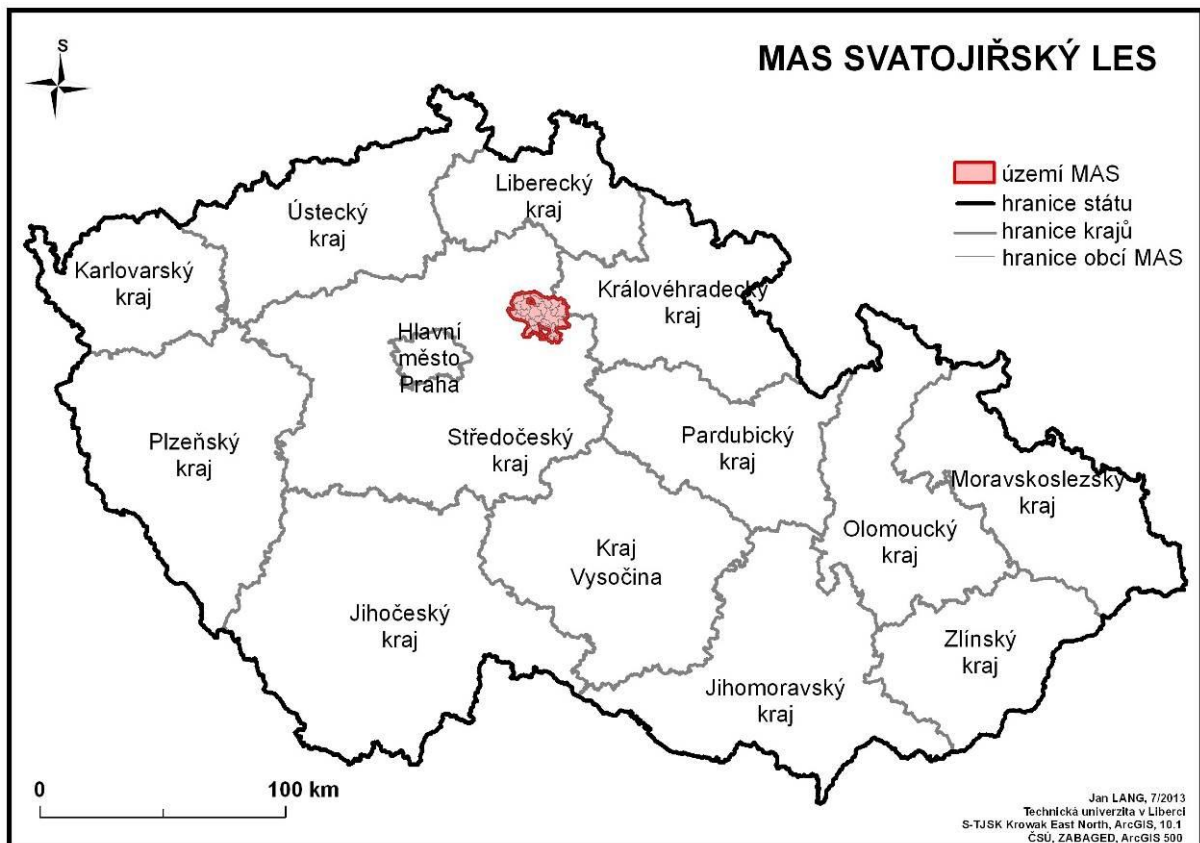 S
MAS SVATOJIŘSKÝ LES
území MAS
hranice státu
hranice krajů
hranice obcí MAS
Liberecký
kraj
Ústecký
kraj
Karlovarský
kraj
Královéhradecký
kraj
Hlavní
město
Praha
Středočeský
kraj
Plzeňský
kraj
Pardubický
kraj
Moravskoslezský
kraj
Olomoucký
kraj
Kraj
Vysočina
Jihočeský
kraj
Zlínský
kraj
Jihomoravský
kraj
0 100 km
Jan LANG, 7/2013
Technická univerzita v Liberci
S-TJSK Krowak East North, ArcGIS, 10.1
ČSÚ, ZABAGED, ArcGIS 500